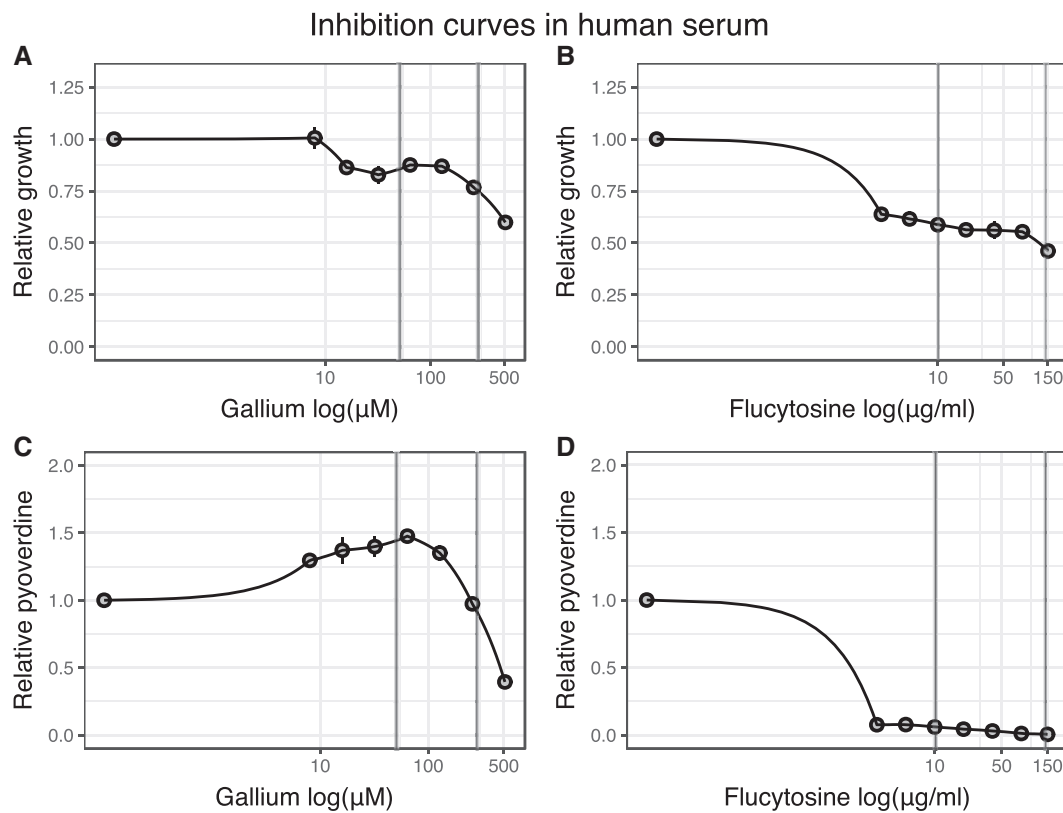 Inhibition curves in human serum
A
Relative growth
1.25
1.00
0.75
0.50
0.25
0.00
10
100
500
Gallium log(µM)
B
Relative growth
1.25
1.00
0.75
0.50
0.25
0.00
10
50
150
Flucytosine log(µg/ml)
C
Relative pyoverdine
2.0
1.5
1.0
0.5
0.0
10
100
500
Gallium log(µM)
D
Relative pyoverdine
2.0
1.5
1.0
0.5
0.0
10
50
150
Flucytosine log(µg/ml)